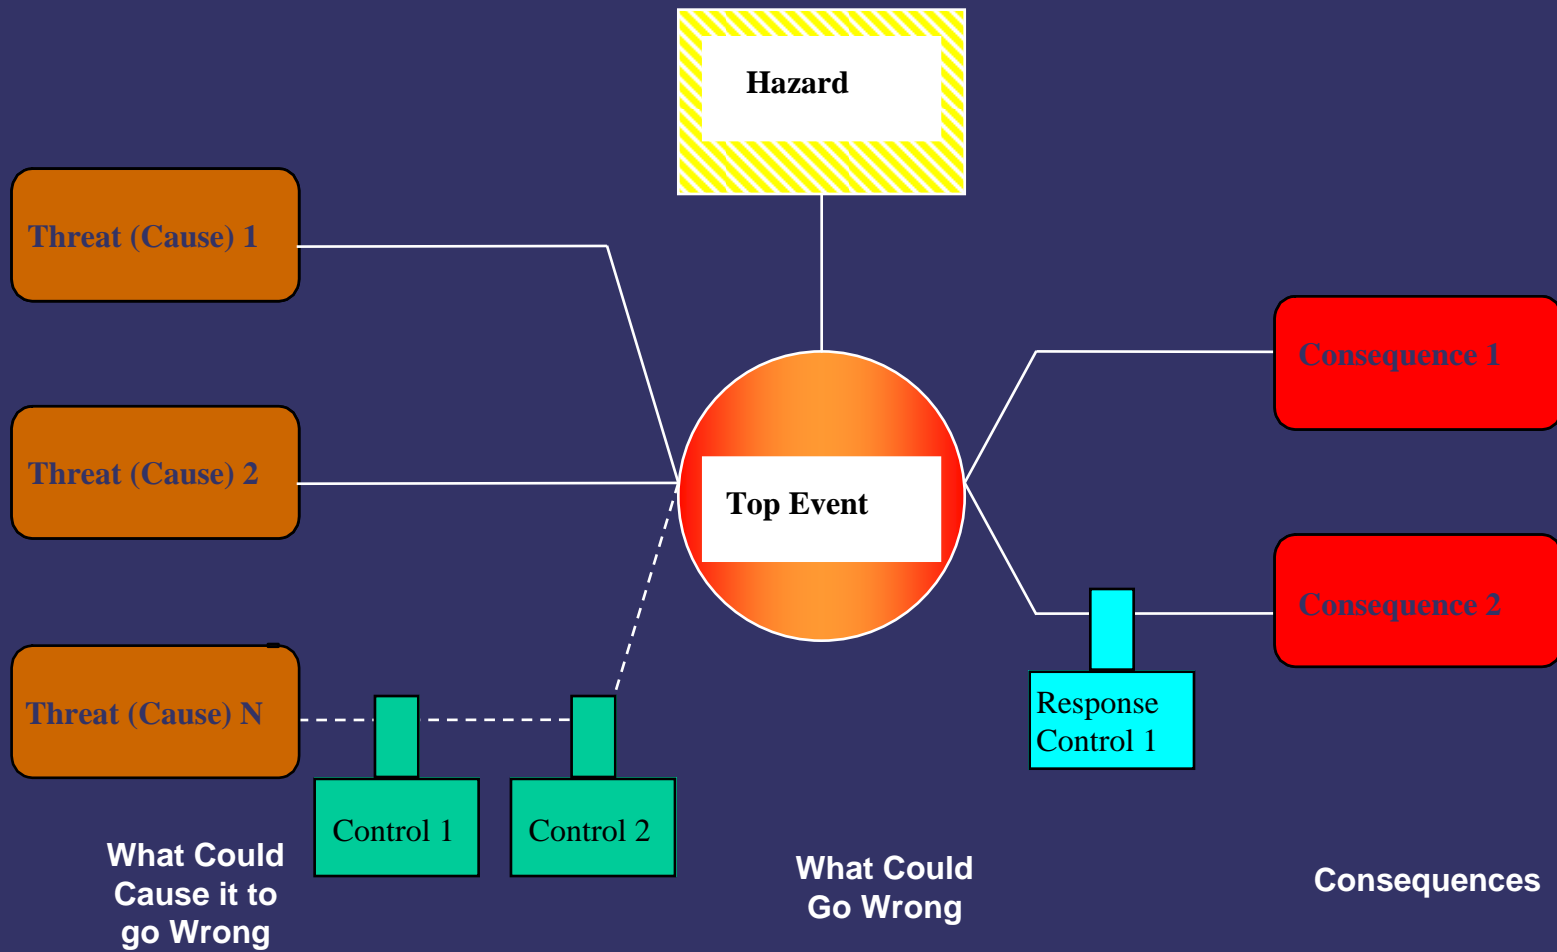 Hazard
Threat (Cause) 1
Threat (Cause) 2
Threat (Cause) N
Top Event
Consequence 1
Consequence 2
Control 1
Control 2
Response
Control 1
What Could
Cause it to
go Wrong
What Could
Go Wrong
Consequences